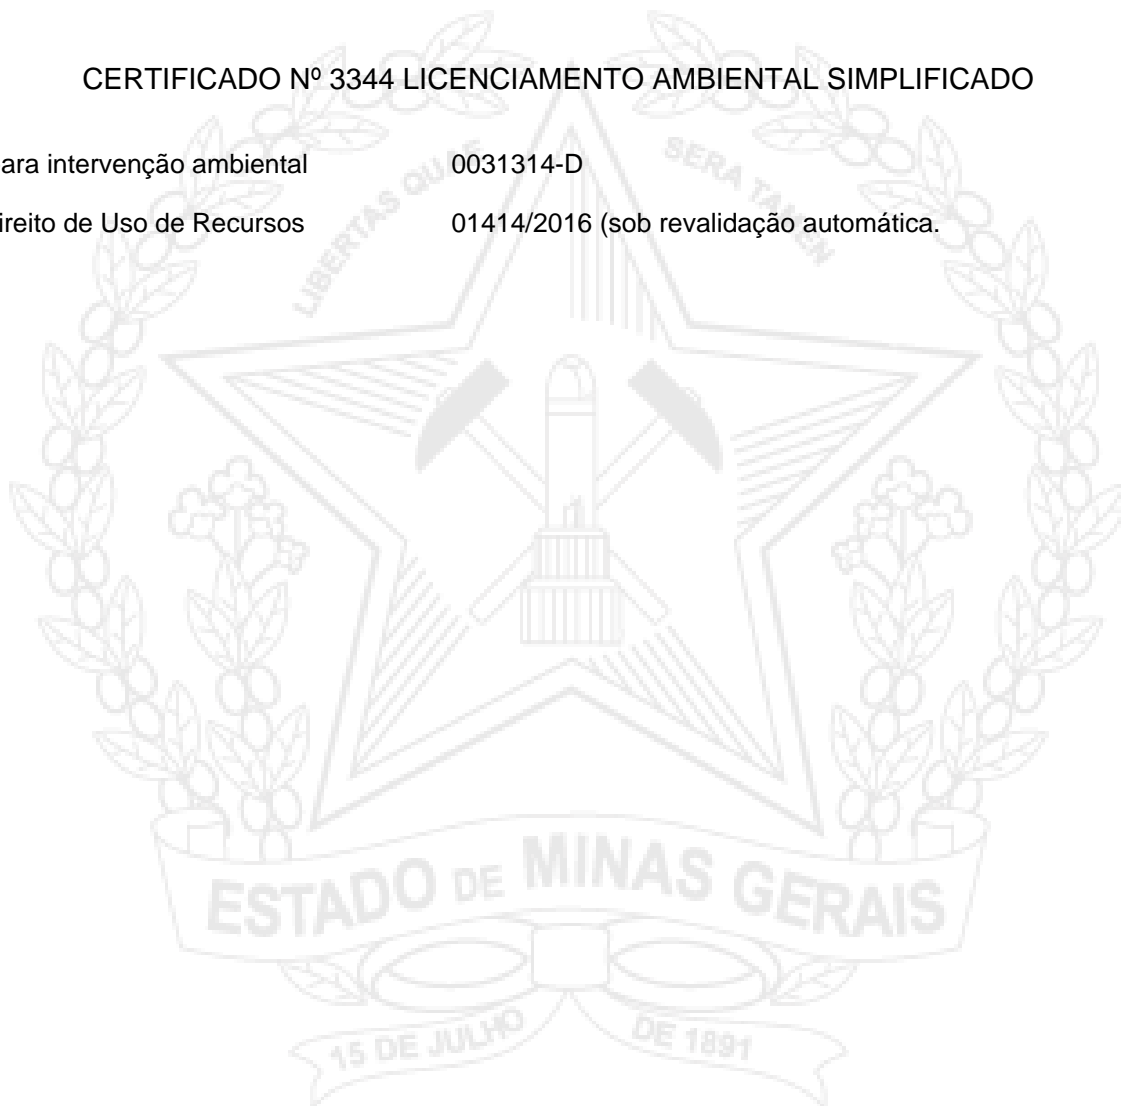 CERTIFICADO Nº 3344 LICENCIAMENTO AMBIENTAL SIMPLIFICADO
ara intervenção ambiental 0031314-D
ireito de Uso de Recursos 01414/2016 (sob revalidação automática.
LIBERTAS QUÆ SERA TAMEN
ESTADO DE MINAS GERAIS
15 DE JULHO DE 1891